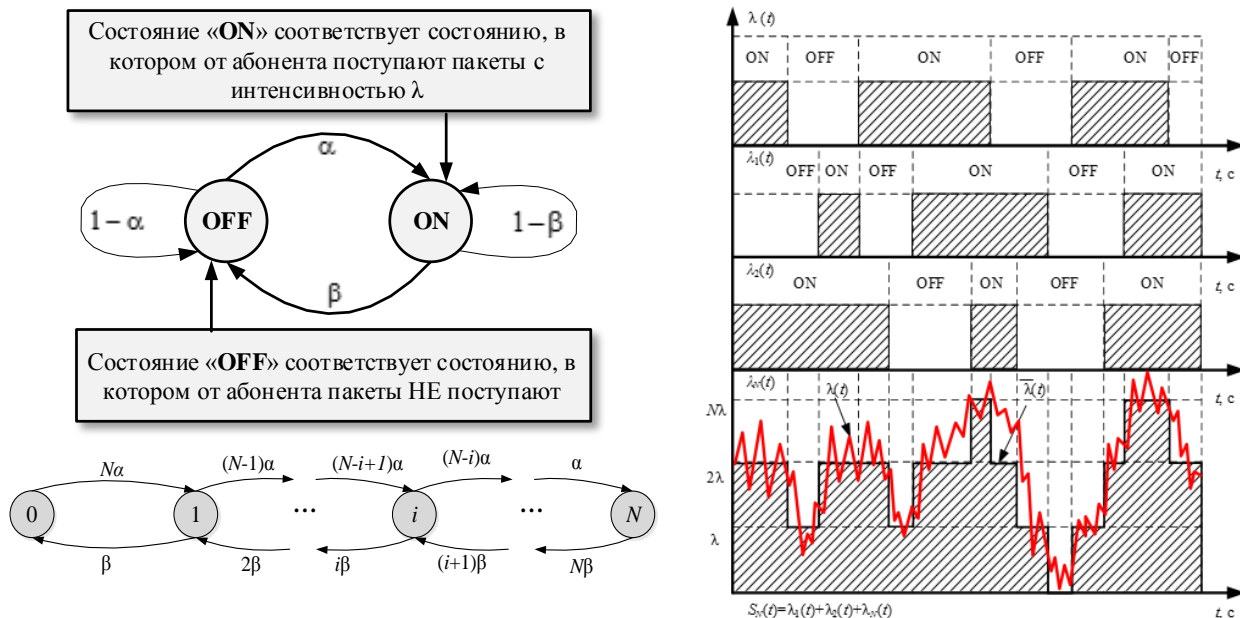 Состояние «ON» соответствует состоянию, в
котором от абонента поступают пакеты с
интенсивностью λ
α
1−α
OFF
ON
1−β
β
Состояние «OFF» соответствует состоянию, в
котором от абонента пакеты НЕ поступают
Nα
(N-1)α
(N-i+1)α
(N-i)α
α
0
1
...
i
...
N
β
2β
iβ
(i+1)β
Nβ
λ(t)
ON
OFF
ON
OFF
ON
OFF
λ₁(t)
t, с
OFF
ON
OFF
ON
OFF
ON
λ₂(t)
t, с
ON
OFF
ON
OFF
ON
λN(t)
t, с
Nλ
λ(t)
λ̅(t)
2λ
λ
SN(t)=λ₁(t)+λ₂(t)+λN(t)
t, с